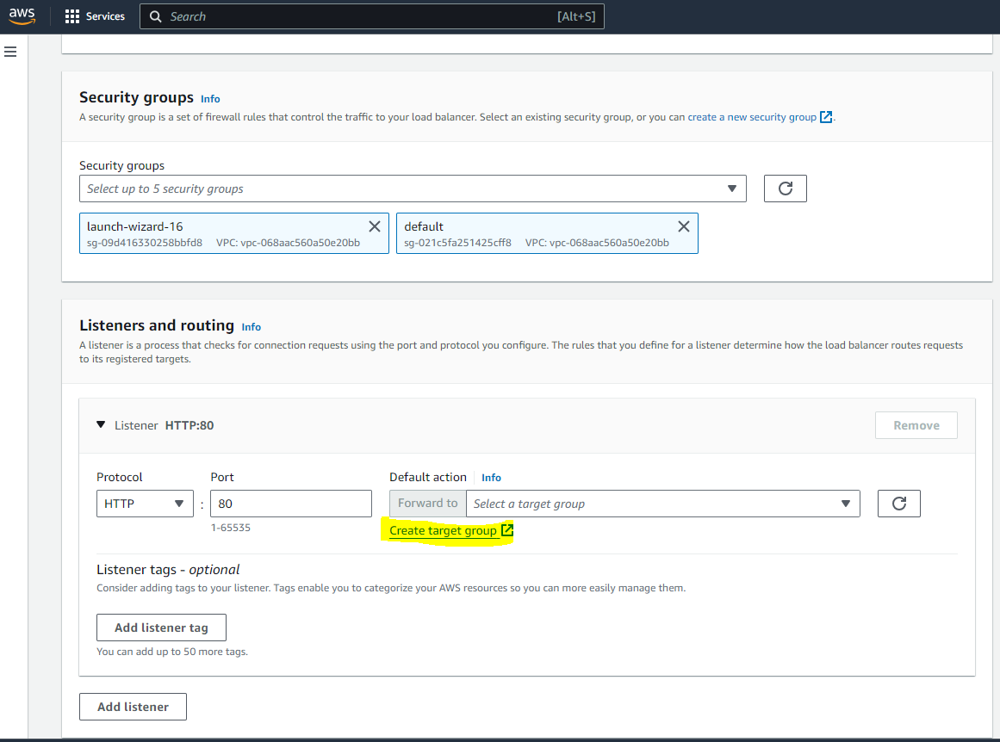 aws
Services
Search
[Alt+S]
Security groups Info
A security group is a set of firewall rules that control the traffic to your load balancer. Select an existing security group, or you can create a new security group .
Security groups
Select up to 5 security groups
launch-wizard-16
sg-09d416330258bbfd8 VPC: vpc-068aac560a50e20bb
default
sg-021c5fa251425cff8 VPC: vpc-068aac560a50e20bb
Listeners and routing Info
A listener is a process that checks for connection requests using the port and protocol you configure. The rules that you define for a listener determine how the load balancer routes requests
to its registered targets.
Listener HTTP:80
Remove
Protocol
HTTP
:
Port
80
1-65535
Default action Info
Forward to
Select a target group
Create target group
Listener tags - optional
Consider adding tags to your listener. Tags enable you to categorize your AWS resources so you can more easily manage them.
Add listener tag
You can add up to 50 more tags.
Add listener